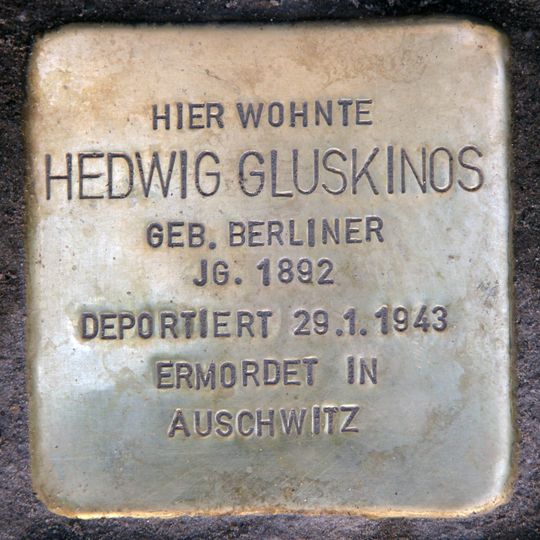 HIER WOHNTE
HEDWIG GLUSKINOS
GEB. BERLINER
JG. 1892
DEPORTIERT 29.1.1943
ERMORDET IN
AUSCHWITZ